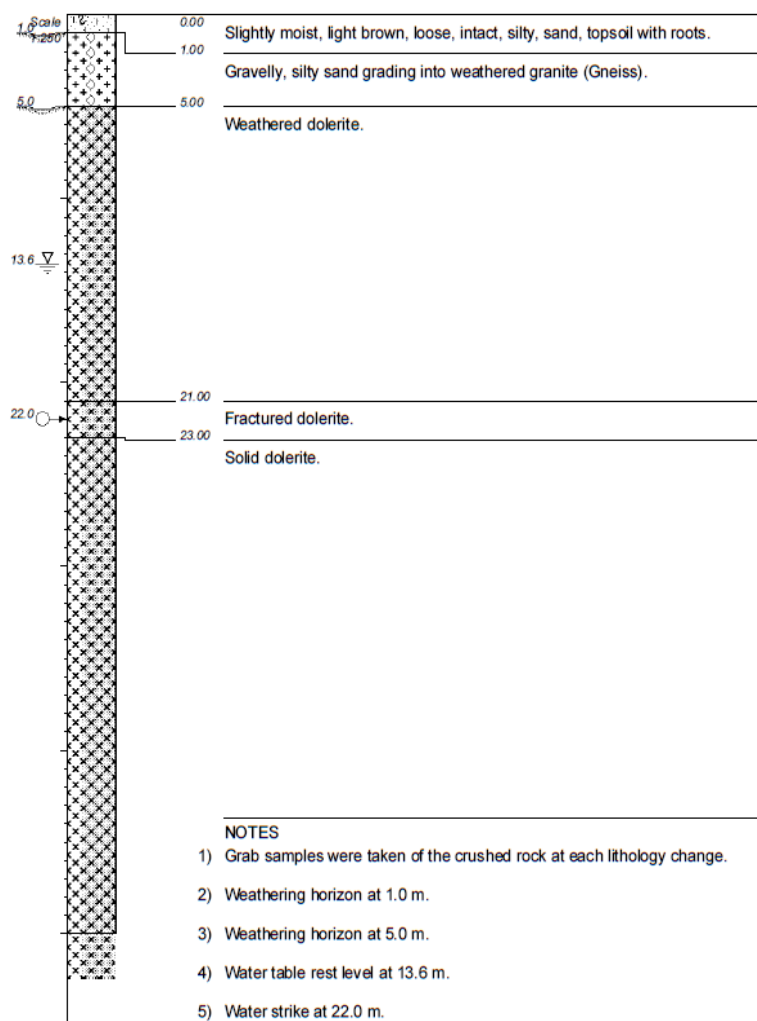 Scale
1:250
0.00
Slightly moist, light brown, loose, intact, silty, sand, topsoil with roots.
1.0
1.00
Gravelly, silty sand grading into weathered granite (Gneiss).
5.0
5.00
Weathered dolerite.
13.6
21.00
22.0
Fractured dolerite.
23.00
Solid dolerite.
NOTES
1) Grab samples were taken of the crushed rock at each lithology change.
2) Weathering horizon at 1.0 m.
3) Weathering horizon at 5.0 m.
4) Water table rest level at 13.6 m.
5) Water strike at 22.0 m.